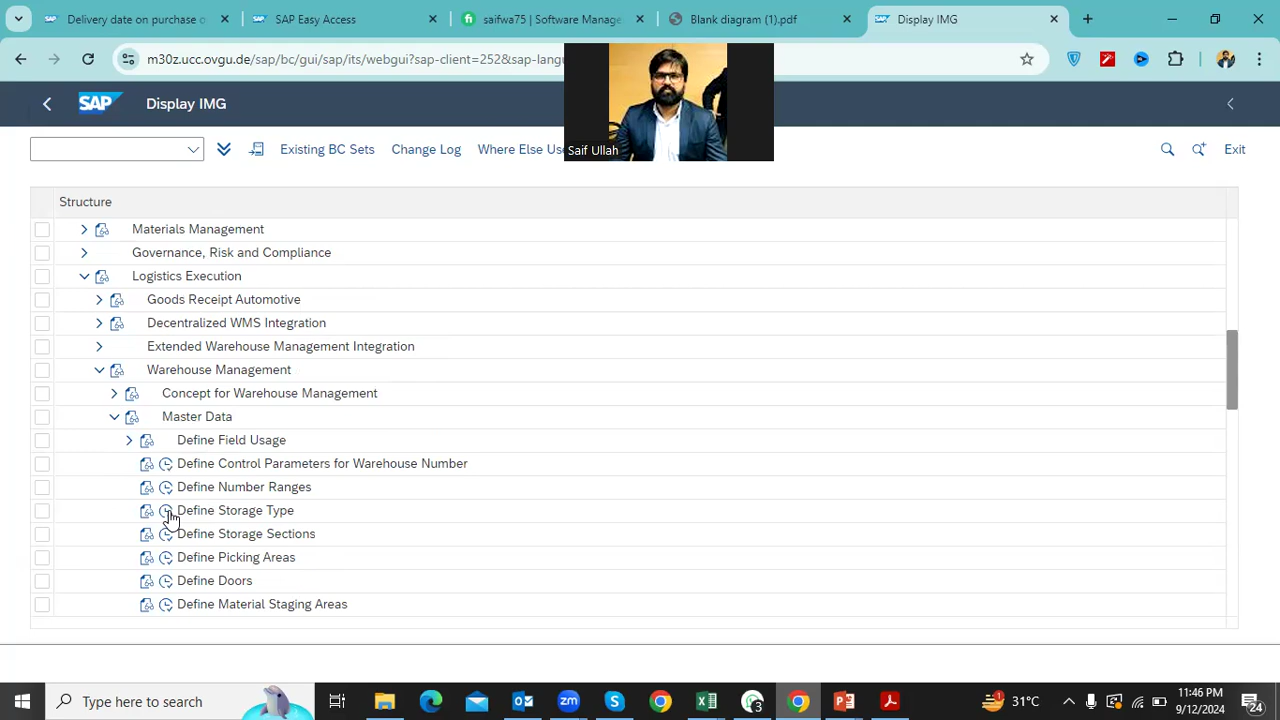 Delivery date on purchase o
SAP Easy Access
saifwa75 | Software Manage
Blank diagram (1).pdf
Display IMG
m30z.ucc.ovgu.de/sap/bc/gui/sap/its/webgui?sap-client=252&sap-langu
SAP
Display IMG
Existing BC Sets
Change Log
Where Else Use
Exit
Saif Ullah
Structure
Materials Management
Governance, Risk and Compliance
Logistics Execution
Goods Receipt Automotive
Decentralized WMS Integration
Extended Warehouse Management Integration
Warehouse Management
Concept for Warehouse Management
Master Data
Define Field Usage
Define Control Parameters for Warehouse Number
Define Number Ranges
Define Storage Type
Define Storage Sections
Define Picking Areas
Define Doors
Define Material Staging Areas
Type here to search
31°C
11:46 PM
9/12/2024
24